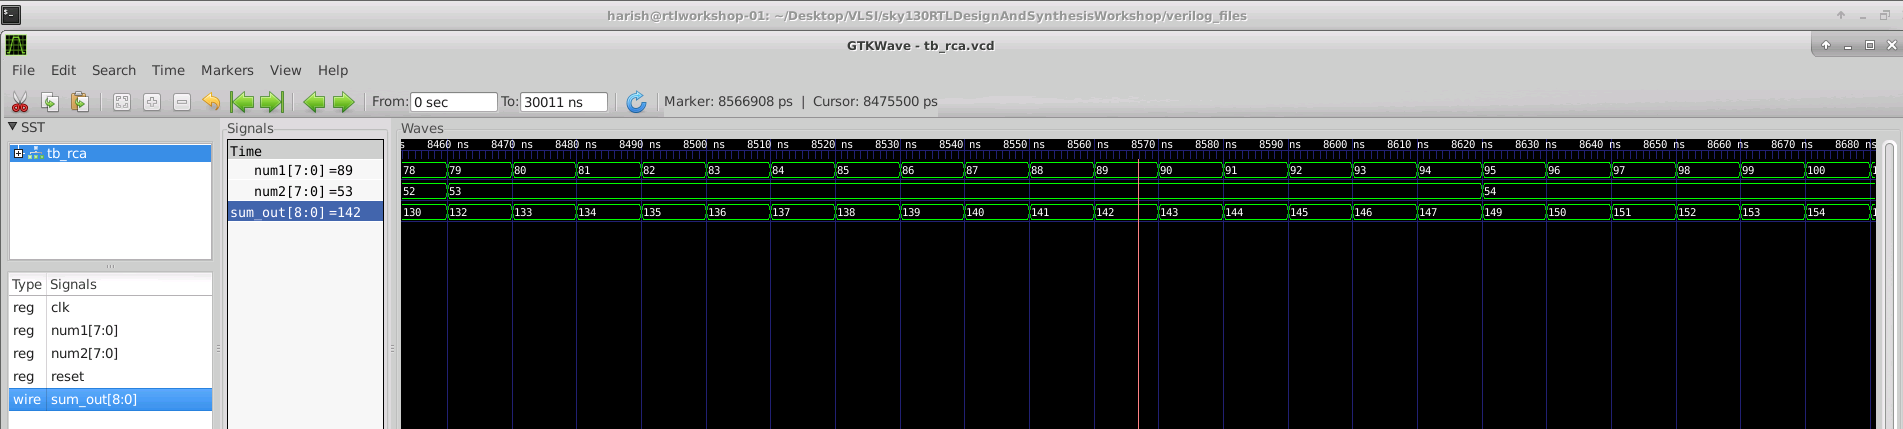 harish@rtlworkshop-01: ~/Desktop/VLSI/sky130RTLDesignAndSynthesisWorkshop/verilog_files
GTKWave - tb_rca.vcd
File Edit Search Time Markers View Help
From: 0 sec To: 30011 ns Marker: 8566908 ps | Cursor: 8475500 ps
SST
tb_rca
Type Signals
reg clk
reg num1[7:0]
reg num2[7:0]
reg reset
wire sum_out[8:0]
Signals
Time
num1[7:0] =89
num2[7:0] =53
sum_out[8:0] =142
Waves
s 8460 ns 8470 ns 8480 ns 8490 ns 8500 ns 8510 ns 8520 ns 8530 ns 8540 ns 8550 ns 8560 ns 8570 ns 8580 ns 8590 ns 8600 ns 8610 ns 8620 ns 8630 ns 8640 ns 8650 ns 8660 ns 8670 ns 8680 ns
78 79 80 81 82 83 84 85 86 87 88 89 90 91 92 93 94 95 96 97 98 99 100
52 53 54
130 132 133 134 135 136 137 138 139 140 141 142 143 144 145 146 147 149 150 151 152 153 154